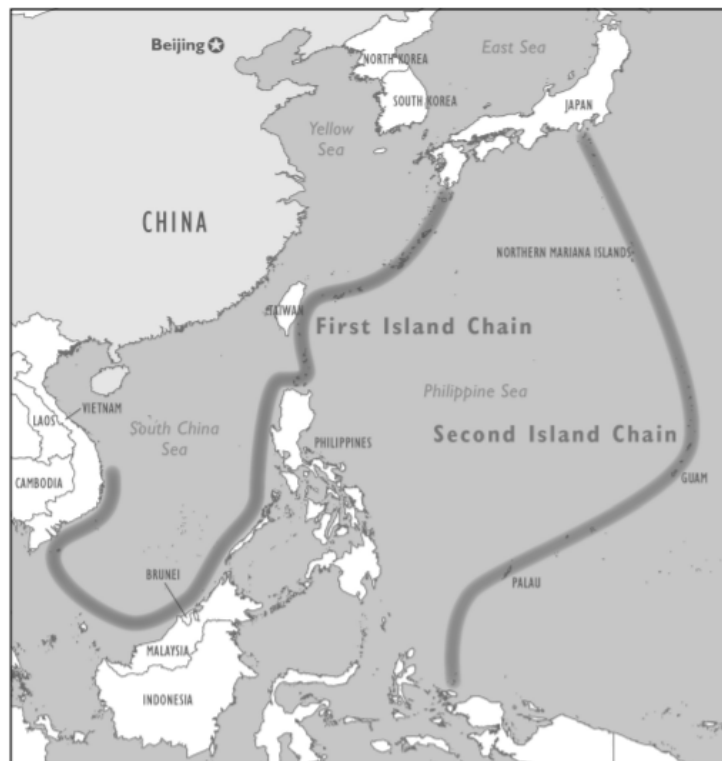 Beijing
East Sea
NORTH KOREA
SOUTH KOREA
JAPAN
Yellow
Sea
CHINA
NORTHERN MARIANA ISLANDS
TAIWAN
First Island Chain
Philippine Sea
VIETNAM
LAOS
South China
Sea
Second Island Chain
PHILIPPINES
CAMBODIA
GUAM
BRUNEI
PALAU
MALAYSIA
INDONESIA